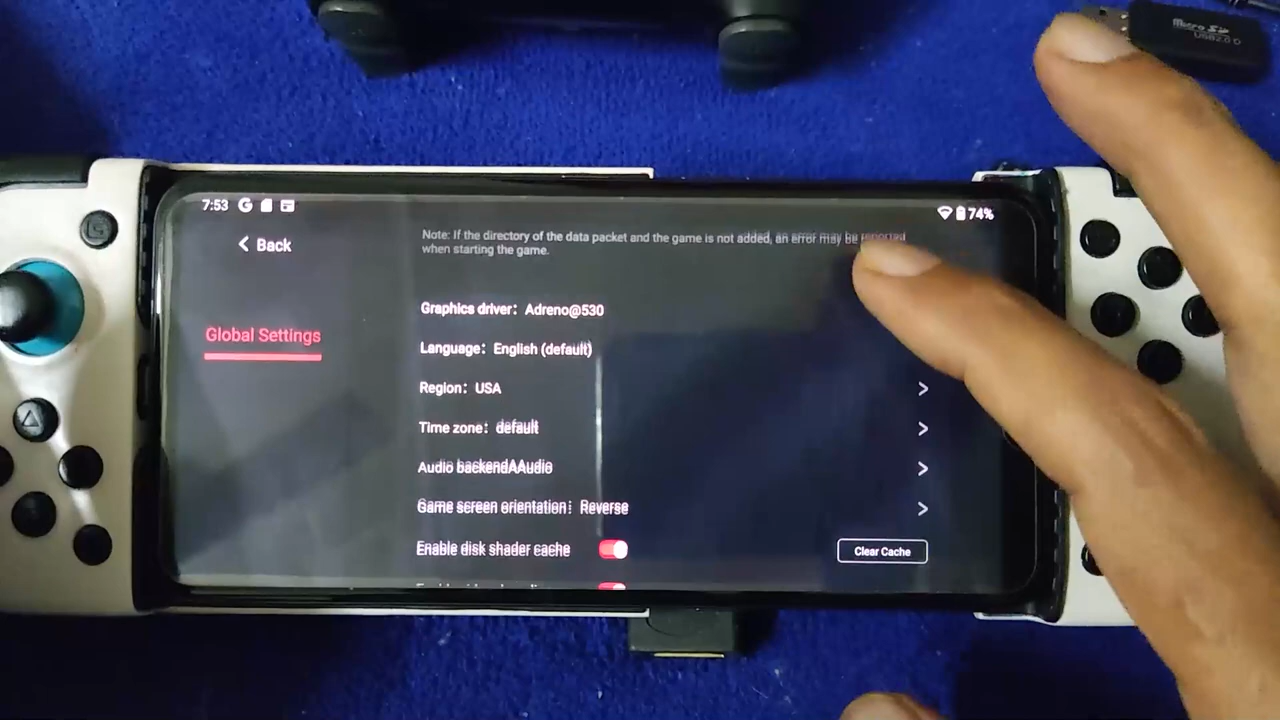 Micro SD
USB2.0
7:53
74%
Back
Note: If the directory of the data packet and the game is not added, an error may be reported
when starting the game.
Global Settings
Graphics driver: Adreno@530
Language: English (default)
Region: USA
Time zone: default
Audio backendAAudio
Game screen orientation: Reverse
Enable disk shader cache
Clear Cache